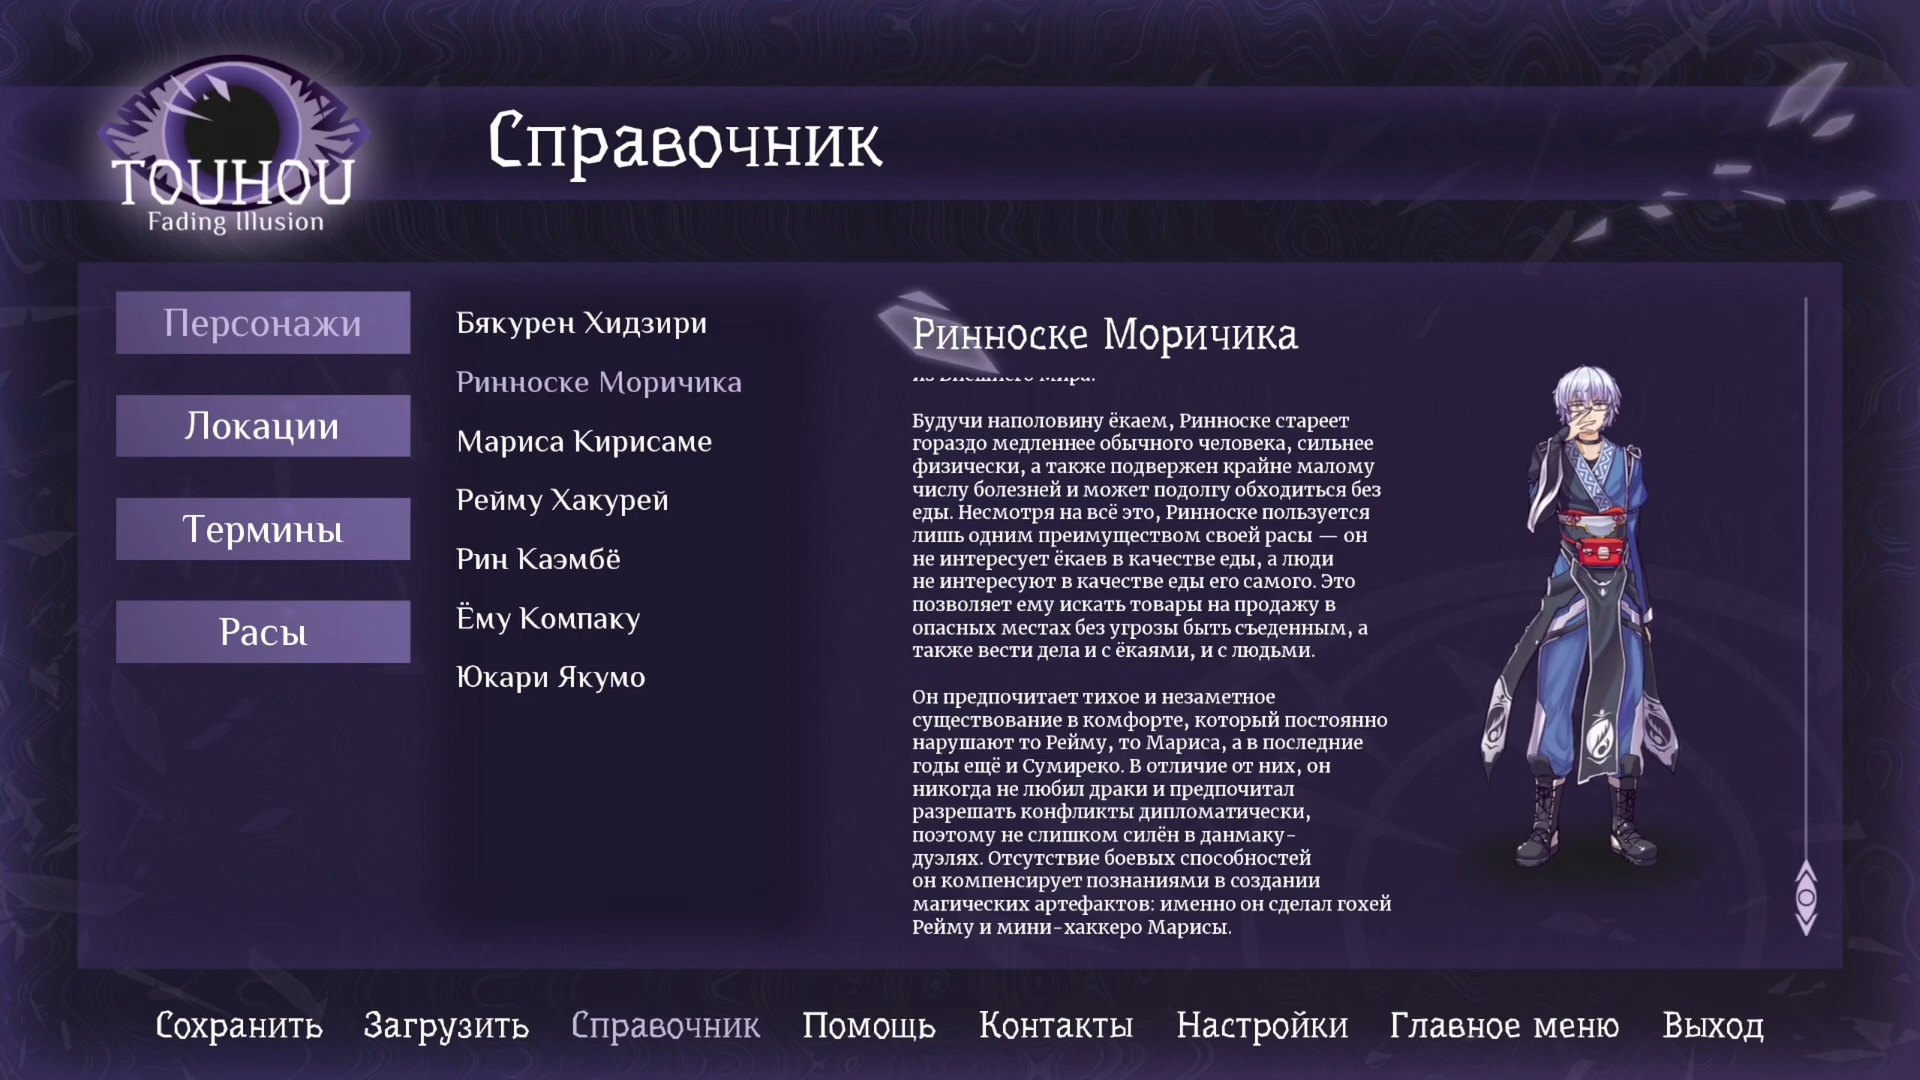 TOUHOU
Fading Illusion
Справочник
Персонажи
Локации
Термины
Расы
Бякурен Хидзири
Ринноске Моричика
Мариса Кирисаме
Рейму Хакурей
Рин Каэмбё
Ёму Компаку
Юкари Якумо
Ринноске Моричика
из Внешнего Мира.
Будучи наполовину ёкаем, Ринноске стареет
гораздо медленнее обычного человека, сильнее
физически, а также подвержен крайне малому
числу болезней и может подолгу обходиться без
еды. Несмотря на всё это, Ринноске пользуется
лишь одним преимуществом своей расы — он
не интересует ёкаев в качестве еды, а люди
не интересуют в качестве еды его самого. Это
позволяет ему искать товары на продажу в
опасных местах без угрозы быть съеденным, а
также вести дела и с ёкаями, и с людьми.
Он предпочитает тихое и незаметное
существование в комфорте, который постоянно
нарушают то Рейму, то Мариса, а в последние
годы ещё и Сумиреко. В отличие от них, он
никогда не любил драки и предпочитал
разрешать конфликты дипломатически,
поэтому не слишком силён в данмаку-
дуэлях. Отсутствие боевых способностей
он компенсирует познаниями в создании
магических артефактов: именно он сделал гохей
Рейму и мини-хаккеро Марисы.
Сохранить
Загрузить
Справочник
Помощь
Контакты
Настройки
Главное меню
Выход